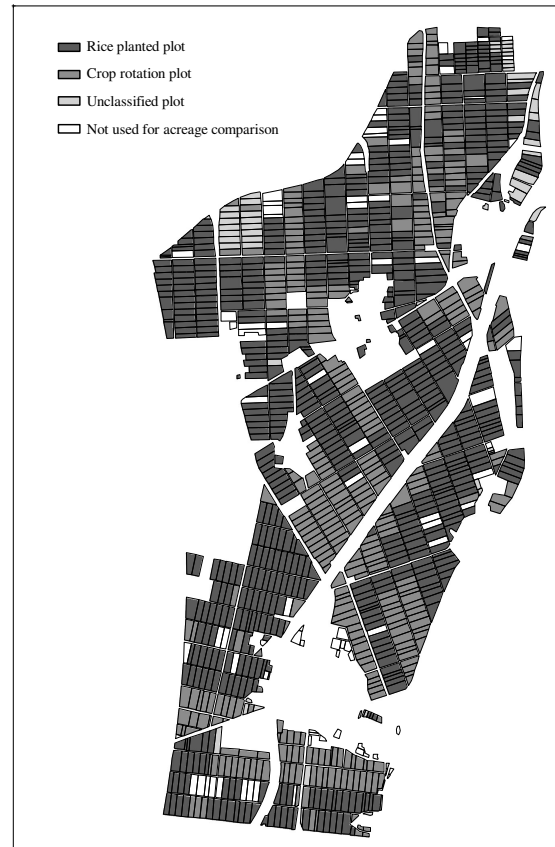 Rice planted plot
Crop rotation plot
Unclassified plot
Not used for acreage comparison